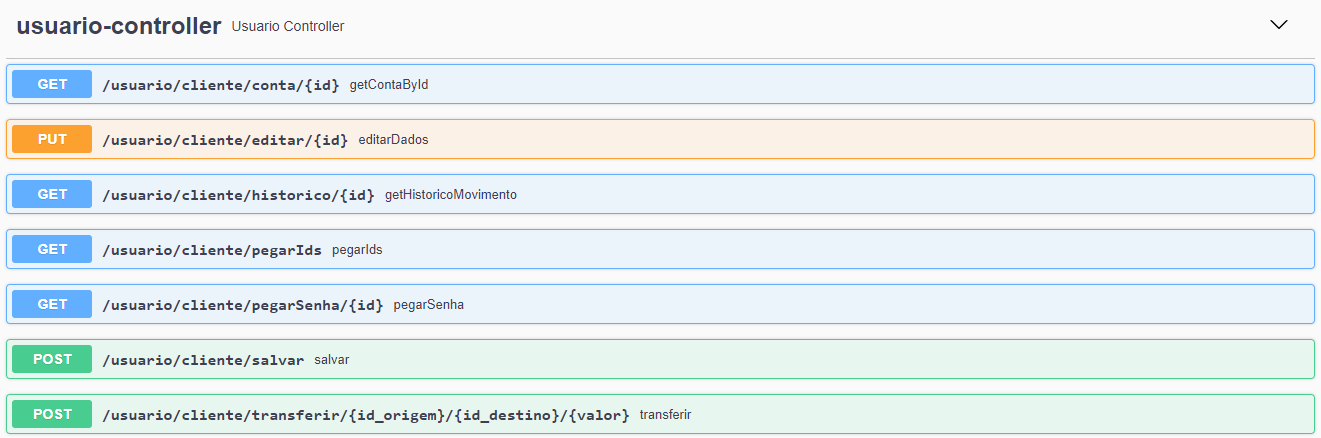 usuario-controller Usuario Controller
GET /usuario/cliente/conta/{id} getContaById
PUT /usuario/cliente/editar/{id} editarDados
GET /usuario/cliente/historico/{id} getHistoricoMovimento
GET /usuario/cliente/pegarIds pegarIds
GET /usuario/cliente/pegarSenha/{id} pegarSenha
POST /usuario/cliente/salvar salvar
POST /usuario/cliente/transferir/{id_origem}/{id_destino}/{valor} transferir